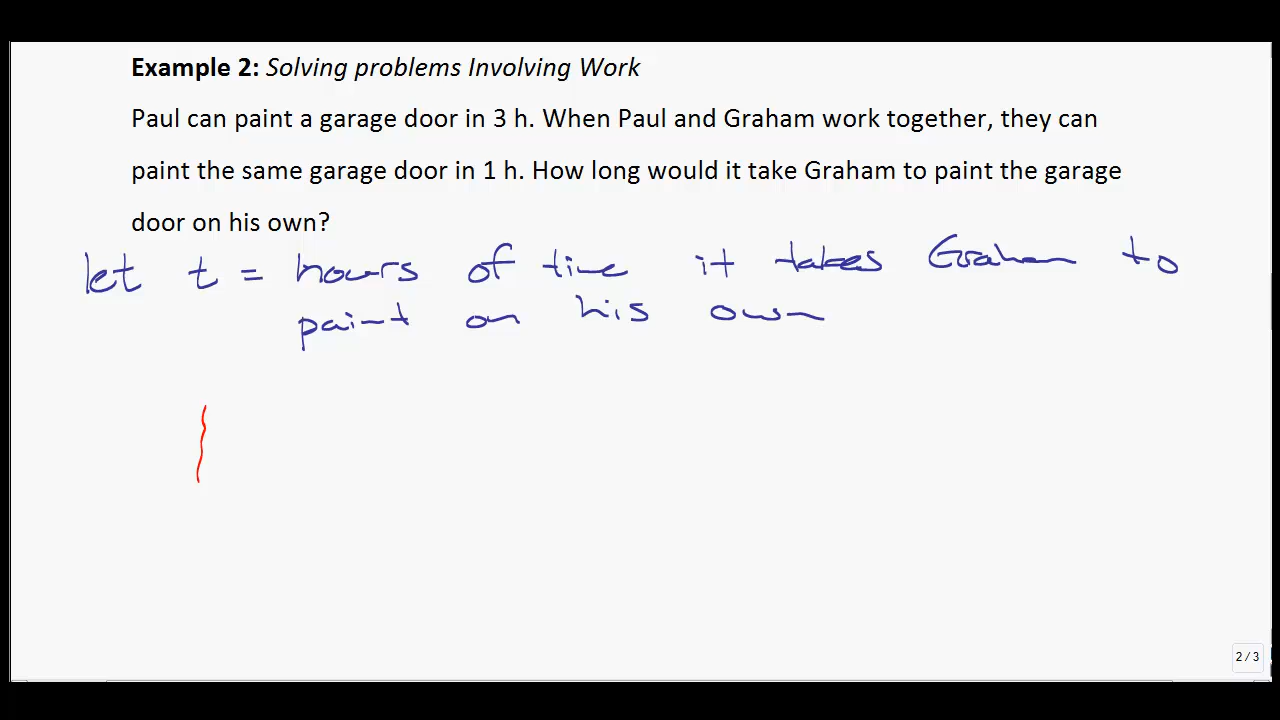 Example 2: Solving problems Involving Work
Paul can paint a garage door in 3 h. When Paul and Graham work together, they can
paint the same garage door in 1 h. How long would it take Graham to paint the garage
door on his own?
let t = hours of time it takes Graham to
paint on his own
2 / 3